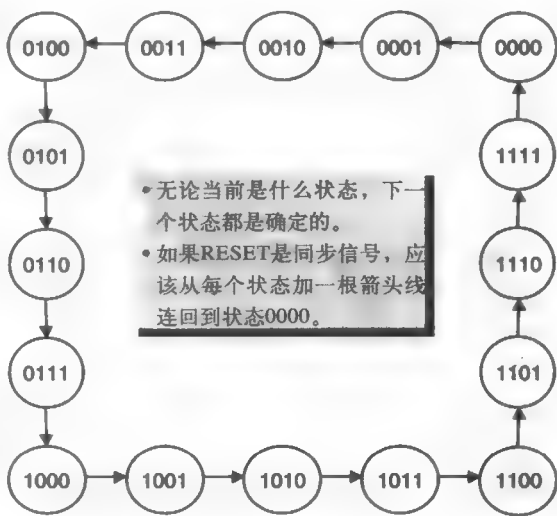 0100 0011 0010 0001 0000
0101 1111
• 无论当前是什么状态，下一
个状态都是确定的。
0110 1110
• 如果RESET是同步信号，应
该从每个状态加一根箭头线
连回到状态0000。
0111 1101
1000 1001 1010 1011 1100